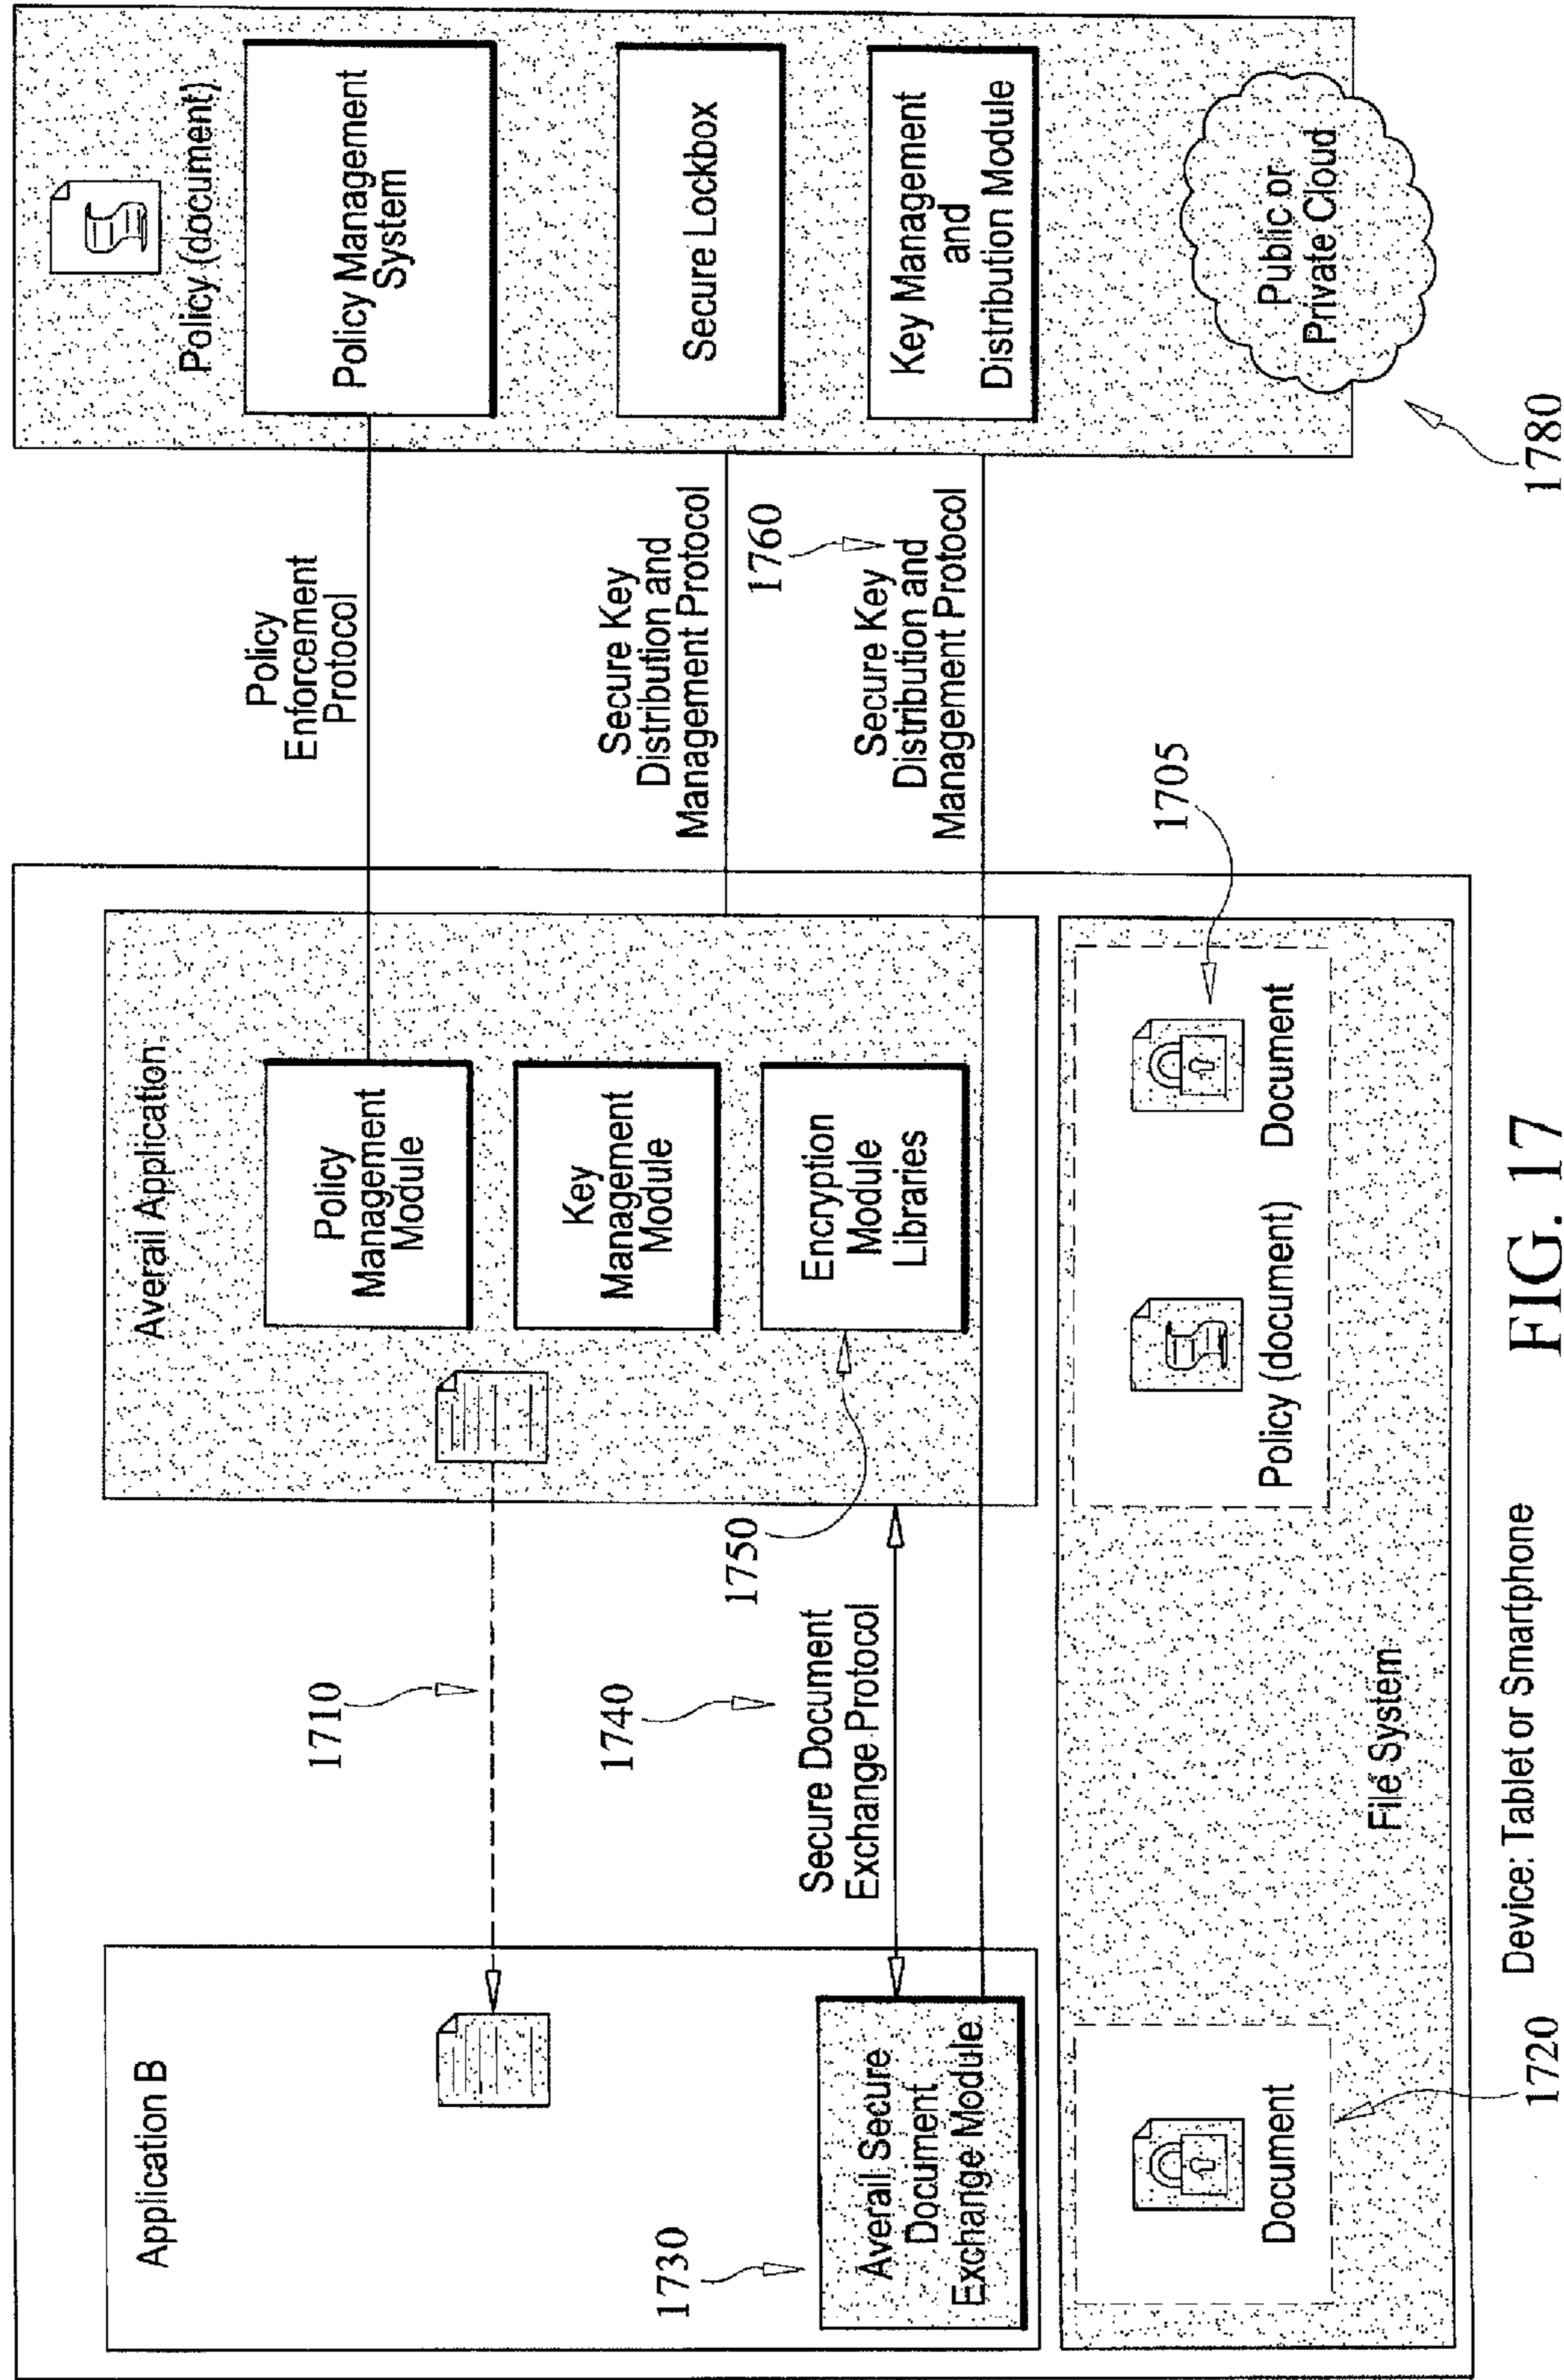 Application B
1730
Averail Secure
Document
Exchange Module
1710
1740
Secure Document
Exchange Protocol
Averail Application
Policy
Management
Module
Key
Management
Module
1750
Encryption
Module
Libraries
Policy
Enforcement
Protocol
Secure Key
Distribution and
Management Protocol
1760
Secure Key
Distribution and
Management Protocol
Policy (document)
Policy Management
System
Secure Lockbox
Key Management
and
Distribution Module
Public or
Private Cloud
1780
Document
1720
File System
Policy (document)
Document
1705
Device: Tablet or Smartphone
FIG. 17